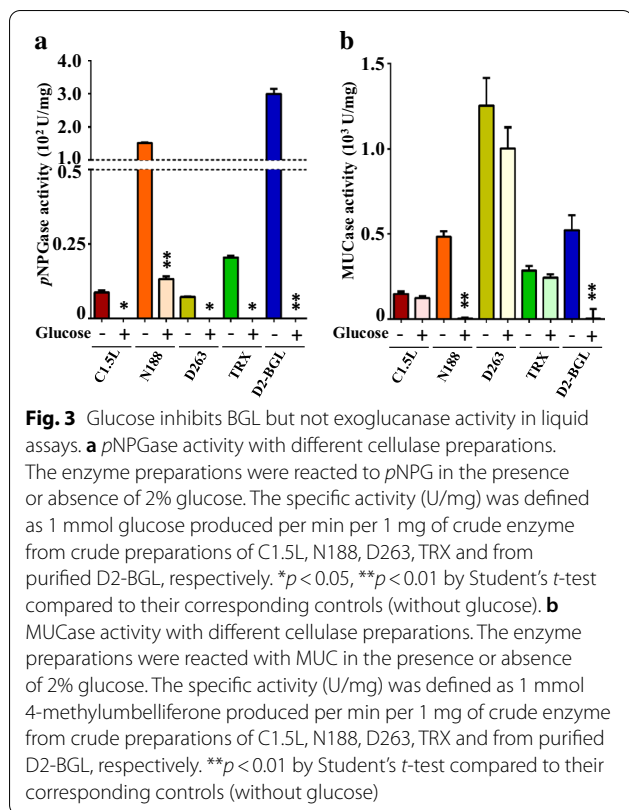 a
b
pNPGase activity (10² U/mg)
4.0
3.0
2.0
1.0
0.5
0.25
0
**
*
*
*
**
Glucose - + - + - + - + - +
C1.5L N188 D263 TRX D2-BGL
MUCase activity (10³ U/mg)
1.5
1.0
0.5
0
**
**
- + - + - + - + - +
C1.5L N188 D263 TRX D2-BGL
Fig. 3 Glucose inhibits BGL but not exoglucanase activity in liquid
assays. a pNPGase activity with different cellulase preparations.
The enzyme preparations were reacted to pNPG in the presence
or absence of 2% glucose. The specific activity (U/mg) was defined
as 1 mmol glucose produced per min per 1 mg of crude enzyme
from crude preparations of C1.5L, N188, D263, TRX and from
purified D2-BGL, respectively. *p < 0.05, **p < 0.01 by Student's t-test
compared to their corresponding controls (without glucose). b
MUCase activity with different cellulase preparations. The enzyme
preparations were reacted with MUC in the presence or absence
of 2% glucose. The specific activity (U/mg) was defined as 1 mmol
4-methylumbelliferone produced per min per 1 mg of crude enzyme
from crude preparations of C1.5L, N188, D263, TRX and from purified
D2-BGL, respectively. **p < 0.01 by Student's t-test compared to their
corresponding controls (without glucose)